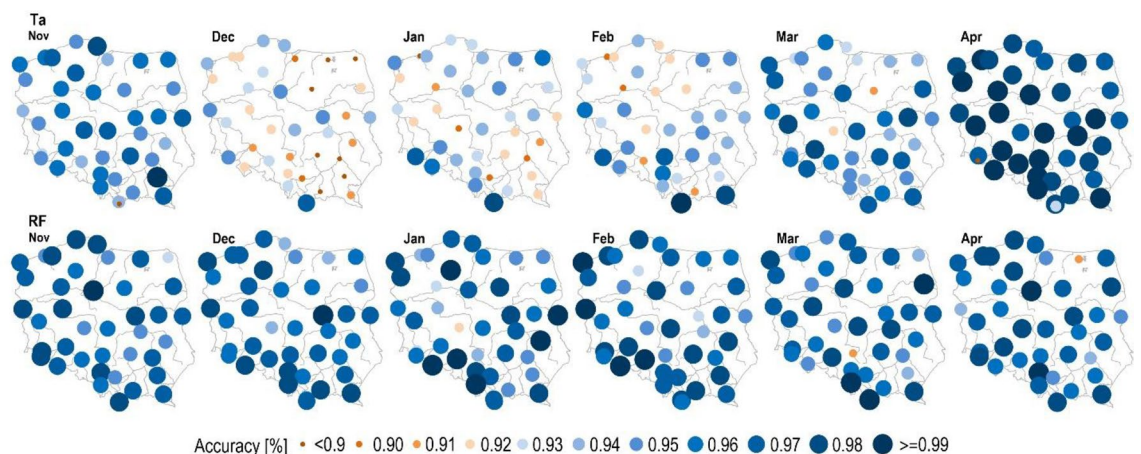 Ta
Nov Dec Jan Feb Mar Apr
RF
Nov Dec Jan Feb Mar Apr
Accuracy [%] <0.9 0.90 0.91 0.92 0.93 0.94 0.95 0.96 0.97 0.98 >=0.99